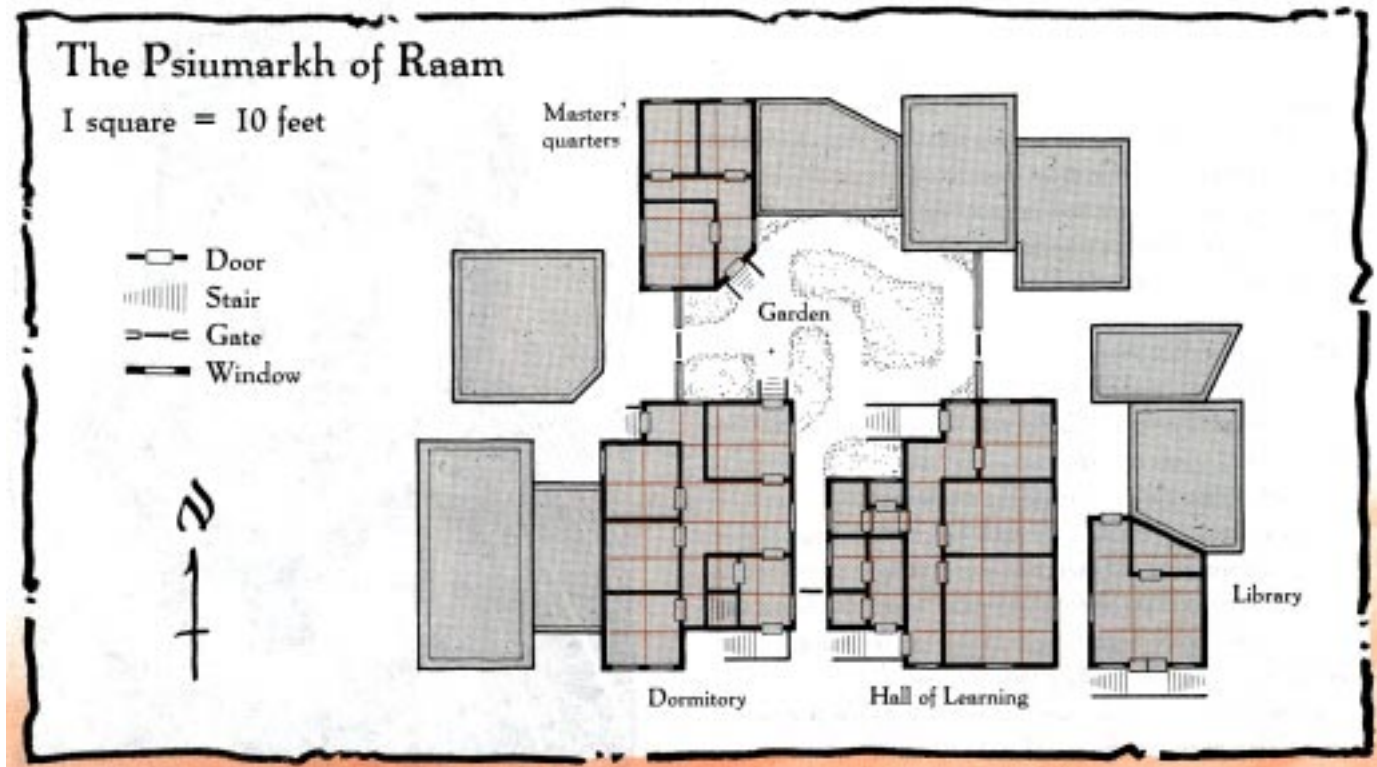 The Psiumarkh of Raam
1 square = 10 feet
Masters'
quarters
Door
Stair
Gate
Window
Garden
N
Library
Dormitory
Hall of Learning